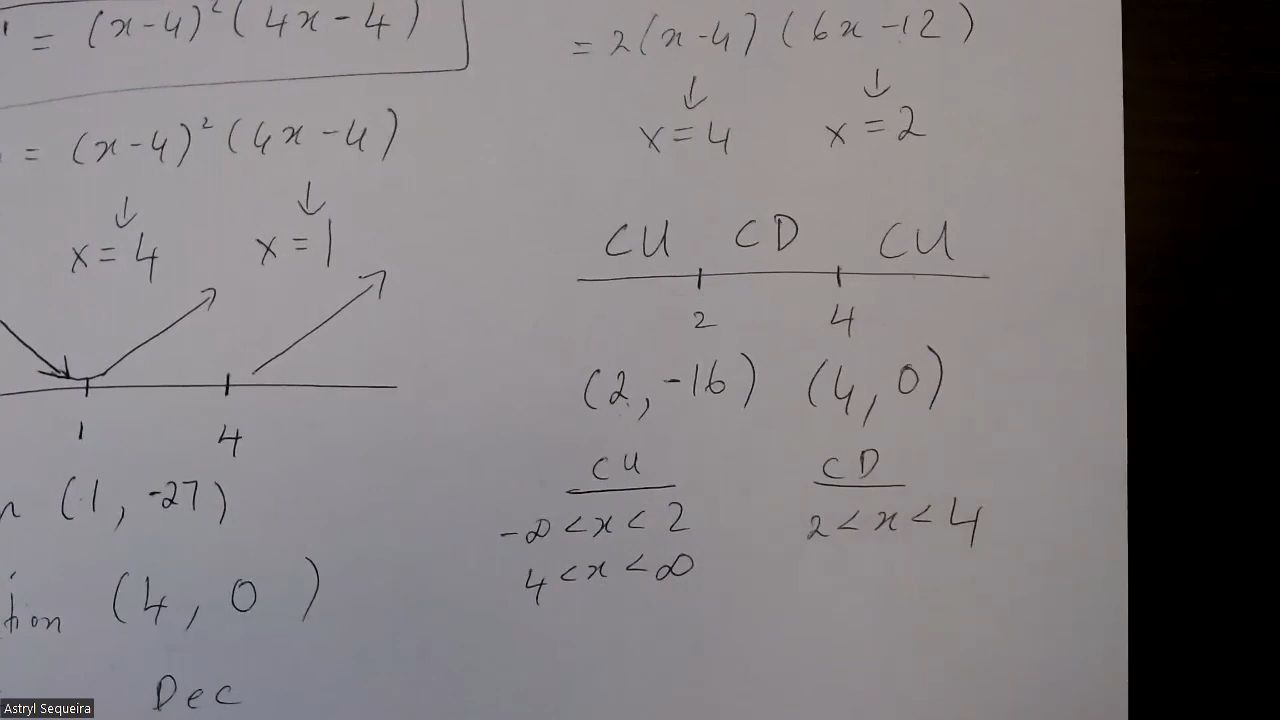 ' = (x-4)²(4x-4)
= (x-4)²(4x-4)
↓ ↓
x=4 x=1
1 4
(1, -27)
tion (4, 0)
Dec
= 2(x-4)(6x-12)
↓ ↓
x=4 x=2
CU CD CU
2 4
(2, -16) (4, 0)
CU CD
-∞<x<2 2<x<4
4<x<∞
Astryl Sequeira